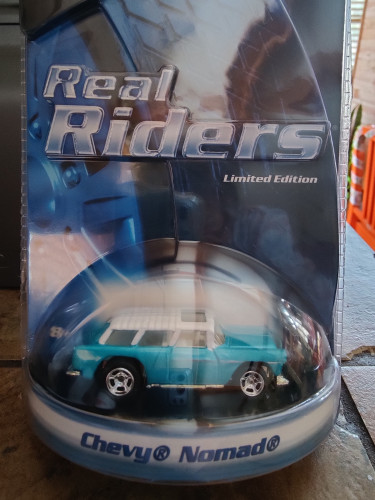 Real
Riders
Limited Edition
Chevy® Nomad®